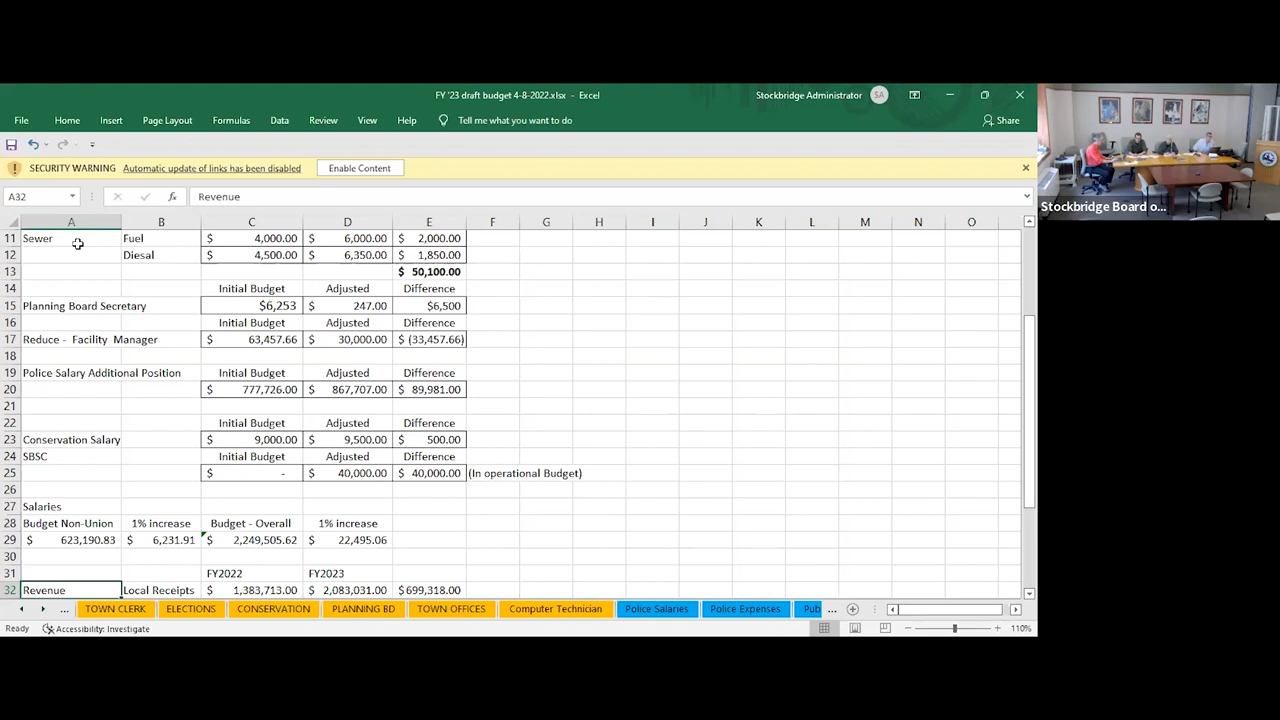 FY '23 draft budget 4-8-2022.xlsx - Excel
Stockbridge Administrator SA
File Home Insert Page Layout Formulas Data Review View Help Tell me what you want to do Share
SECURITY WARNING Automatic update of links has been disabled Enable Content
A32 fx Revenue
A B C D E F G H I J K L M N O
11 Sewer Fuel $ 4,000.00 $ 6,000.00 $ 2,000.00
12 Diesal $ 4,500.00 $ 6,350.00 $ 1,850.00
13 $ 50,100.00
14 Initial Budget Adjusted Difference
15 Planning Board Secretary $6,253 $ 247.00 $6,500
16 Initial Budget Adjusted Difference
17 Reduce - Facility Manager $ 63,457.66 $ 30,000.00 $ (33,457.66)
18
19 Police Salary Additional Position Initial Budget Adjusted Difference
20 $ 777,726.00 $ 867,707.00 $ 89,981.00
21
22 Initial Budget Adjusted Difference
23 Conservation Salary $ 9,000.00 $ 9,500.00 $ 500.00
24 SBSC Initial Budget Adjusted Difference
25 $ - $ 40,000.00 $ 40,000.00 (In operational Budget)
26
27 Salaries
28 Budget Non-Union 1% increase Budget - Overall 1% increase
29 $ 623,190.83 $ 6,231.91 $ 2,249,505.62 $ 22,495.06
30
31 FY2022 FY2023
32 Revenue Local Receipts $ 1,383,713.00 $ 2,083,031.00 $699,318.00
... TOWN CLERK ELECTIONS CONSERVATION PLANNING BD TOWN OFFICES Computer Technician Police Salaries Police Expenses Pub ...
Ready Accessibility: Investigate 110%
Stockbridge Board o...